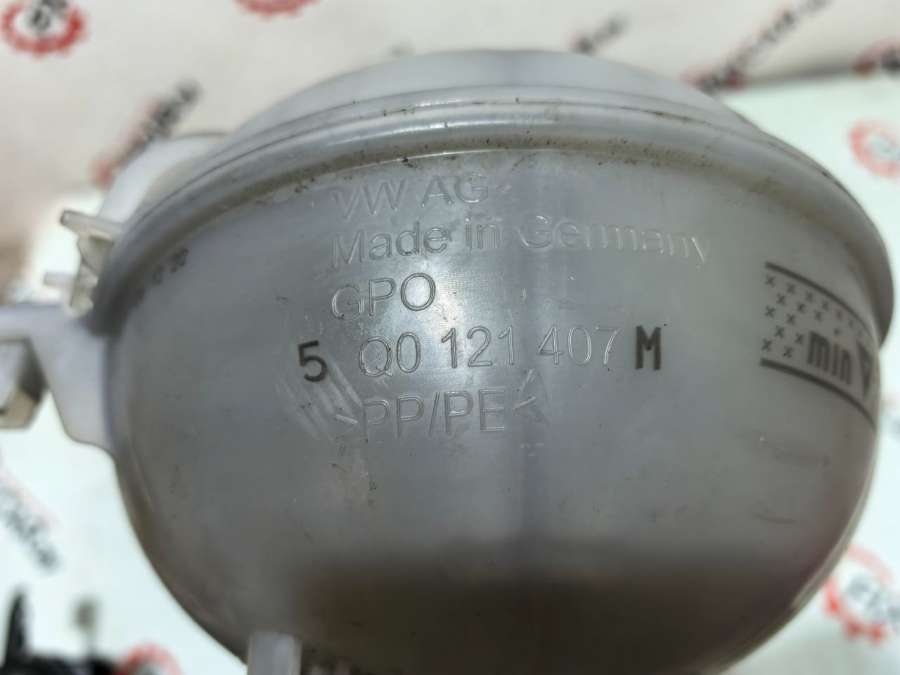 VW AG
Made in Germany
GPO
5 Q0 121 407 M
>PP/PE<
min